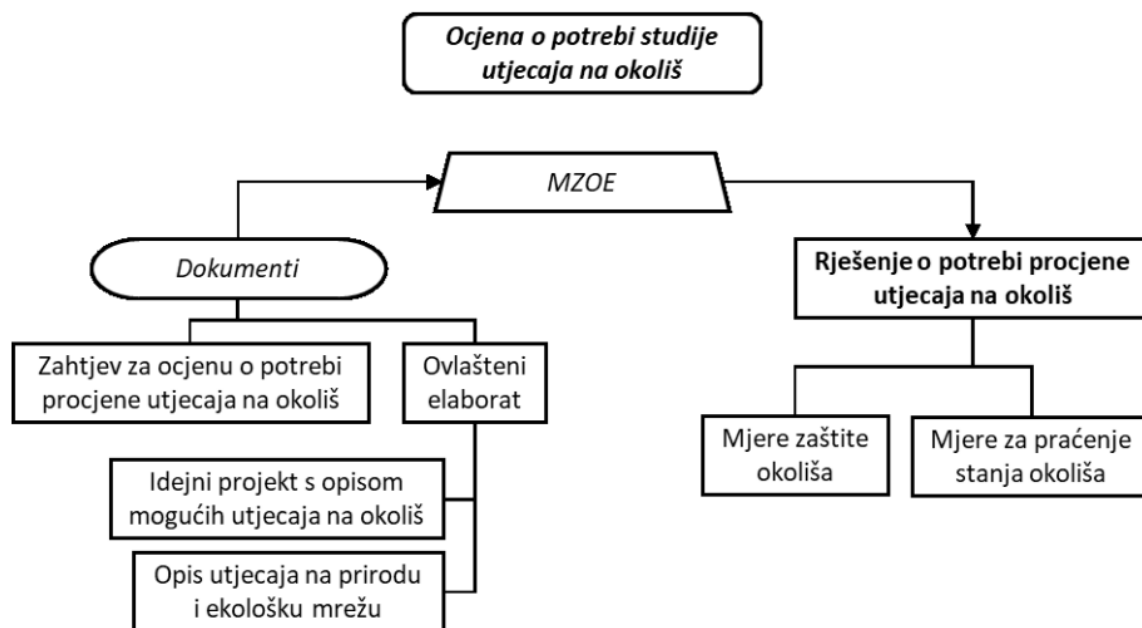 Ocjena o potrebi studije
utjecaja na okoliš
MZOE
Dokumenti
Rješenje o potrebi procjene
utjecaja na okoliš
Zahtjev za ocjenu o potrebi
procjene utjecaja na okoliš
Ovlašteni
elaborat
Idejni projekt s opisom
mogućih utjecaja na okoliš
Opis utjecaja na prirodu
i ekološku mrežu
Mjere zaštite
okoliša
Mjere za praćenje
stanja okoliša